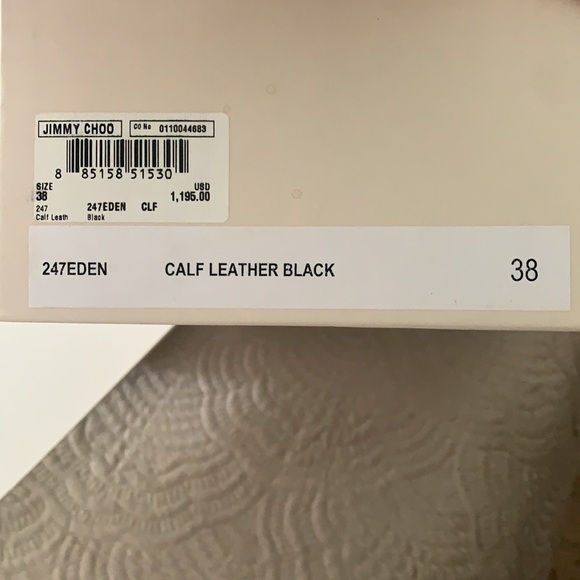 JIMMY CHOO CO No 0110044683
8 85158 51530
SIZE USD
38 1,195.00
247 247EDEN CLF
Calf Leath Black
247EDEN CALF LEATHER BLACK 38